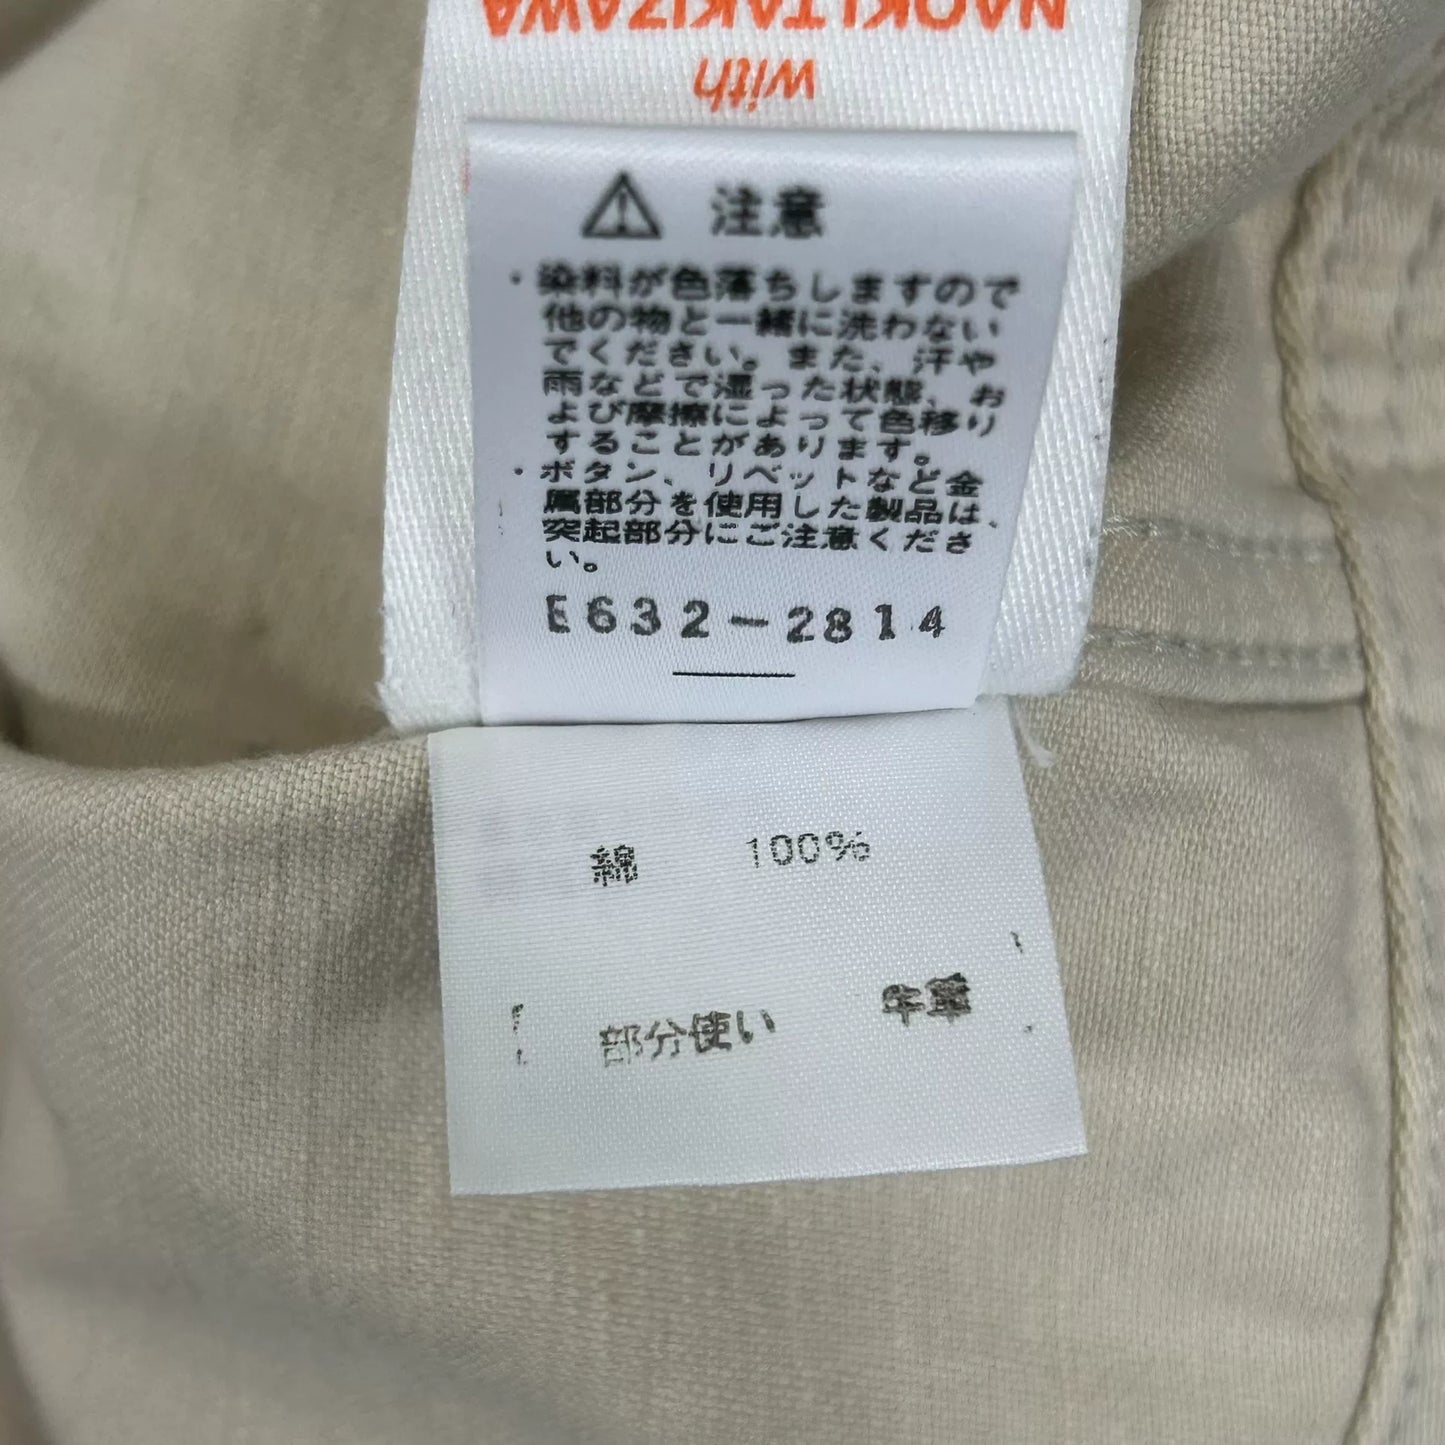 NAOKI TAKIZAWA
with
注意
・染料が色落ちしますので
他の物と一緒に洗わない
でください。また、汗や
雨などで湿った状態、お
よび摩擦によって色移り
することがあります。
・ボタン、リベットなど金
属部分を使用した製品は、
突起部分にご注意くださ
い。
E632-2814
綿 100%
部分使い 牛革